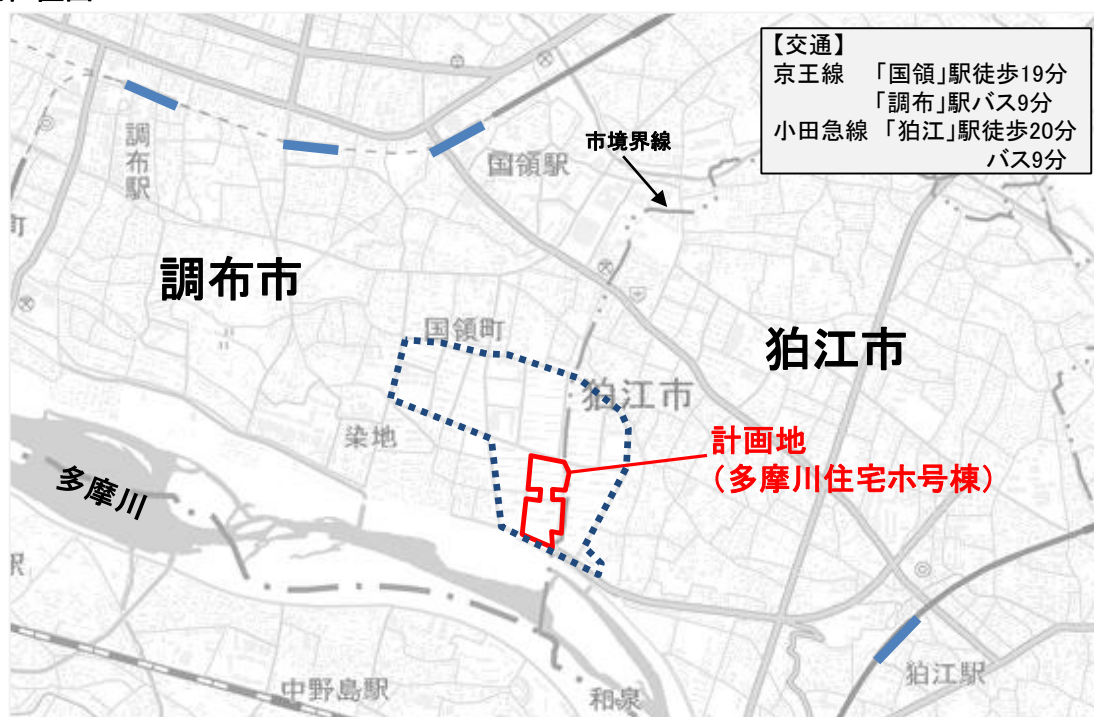 【交通】
京王線　「国領」駅徒歩19分
「調布」駅バス9分
小田急線 「狛江」駅徒歩20分
バス9分
市境界線
調布駅
国領駅
町
調布市
国領町
狛江市
狛江市
染地
計画地
（多摩川住宅ホ号棟）
多摩川
駅
狛江駅
中野島駅
和泉